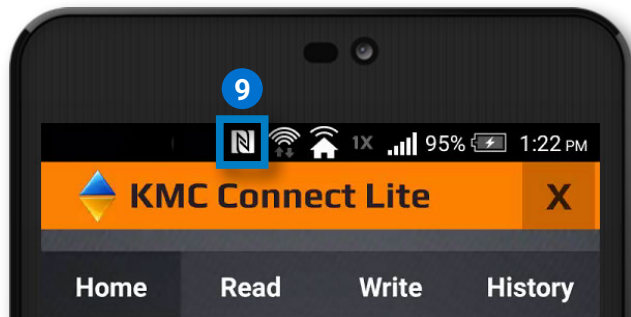 9
1X 95% 1:22 PM
KMC Connect Lite X
Home Read Write History